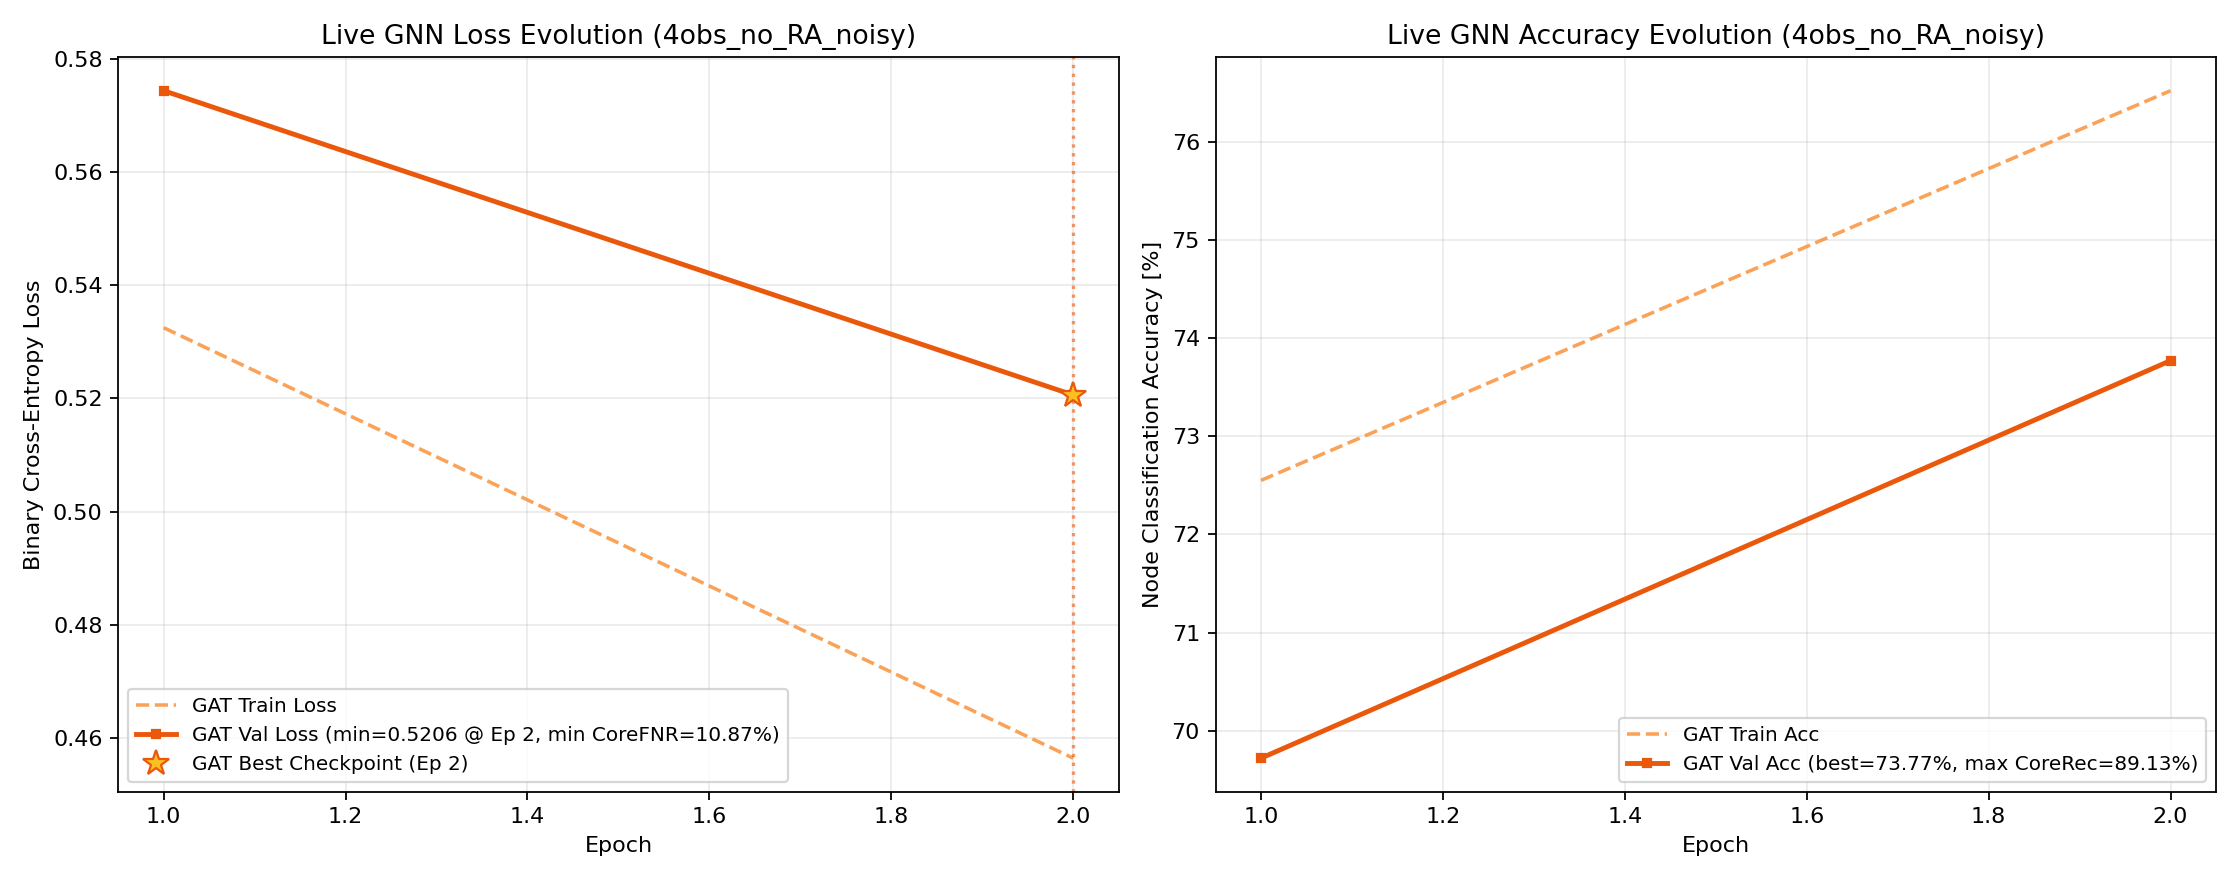 Live GNN Loss Evolution (4obs_no_RA_noisy)
Binary Cross-Entropy Loss
0.58
0.56
0.54
0.52
0.50
0.48
0.46
GAT Train Loss
GAT Val Loss (min=0.5206 @ Ep 2, min CoreFNR=10.87%)
GAT Best Checkpoint (Ep 2)
1.0 1.2 1.4 1.6 1.8 2.0
Epoch
Live GNN Accuracy Evolution (4obs_no_RA_noisy)
Node Classification Accuracy [%]
76
75
74
73
72
71
70
GAT Train Acc
GAT Val Acc (best=73.77%, max CoreRec=89.13%)
1.0 1.2 1.4 1.6 1.8 2.0
Epoch